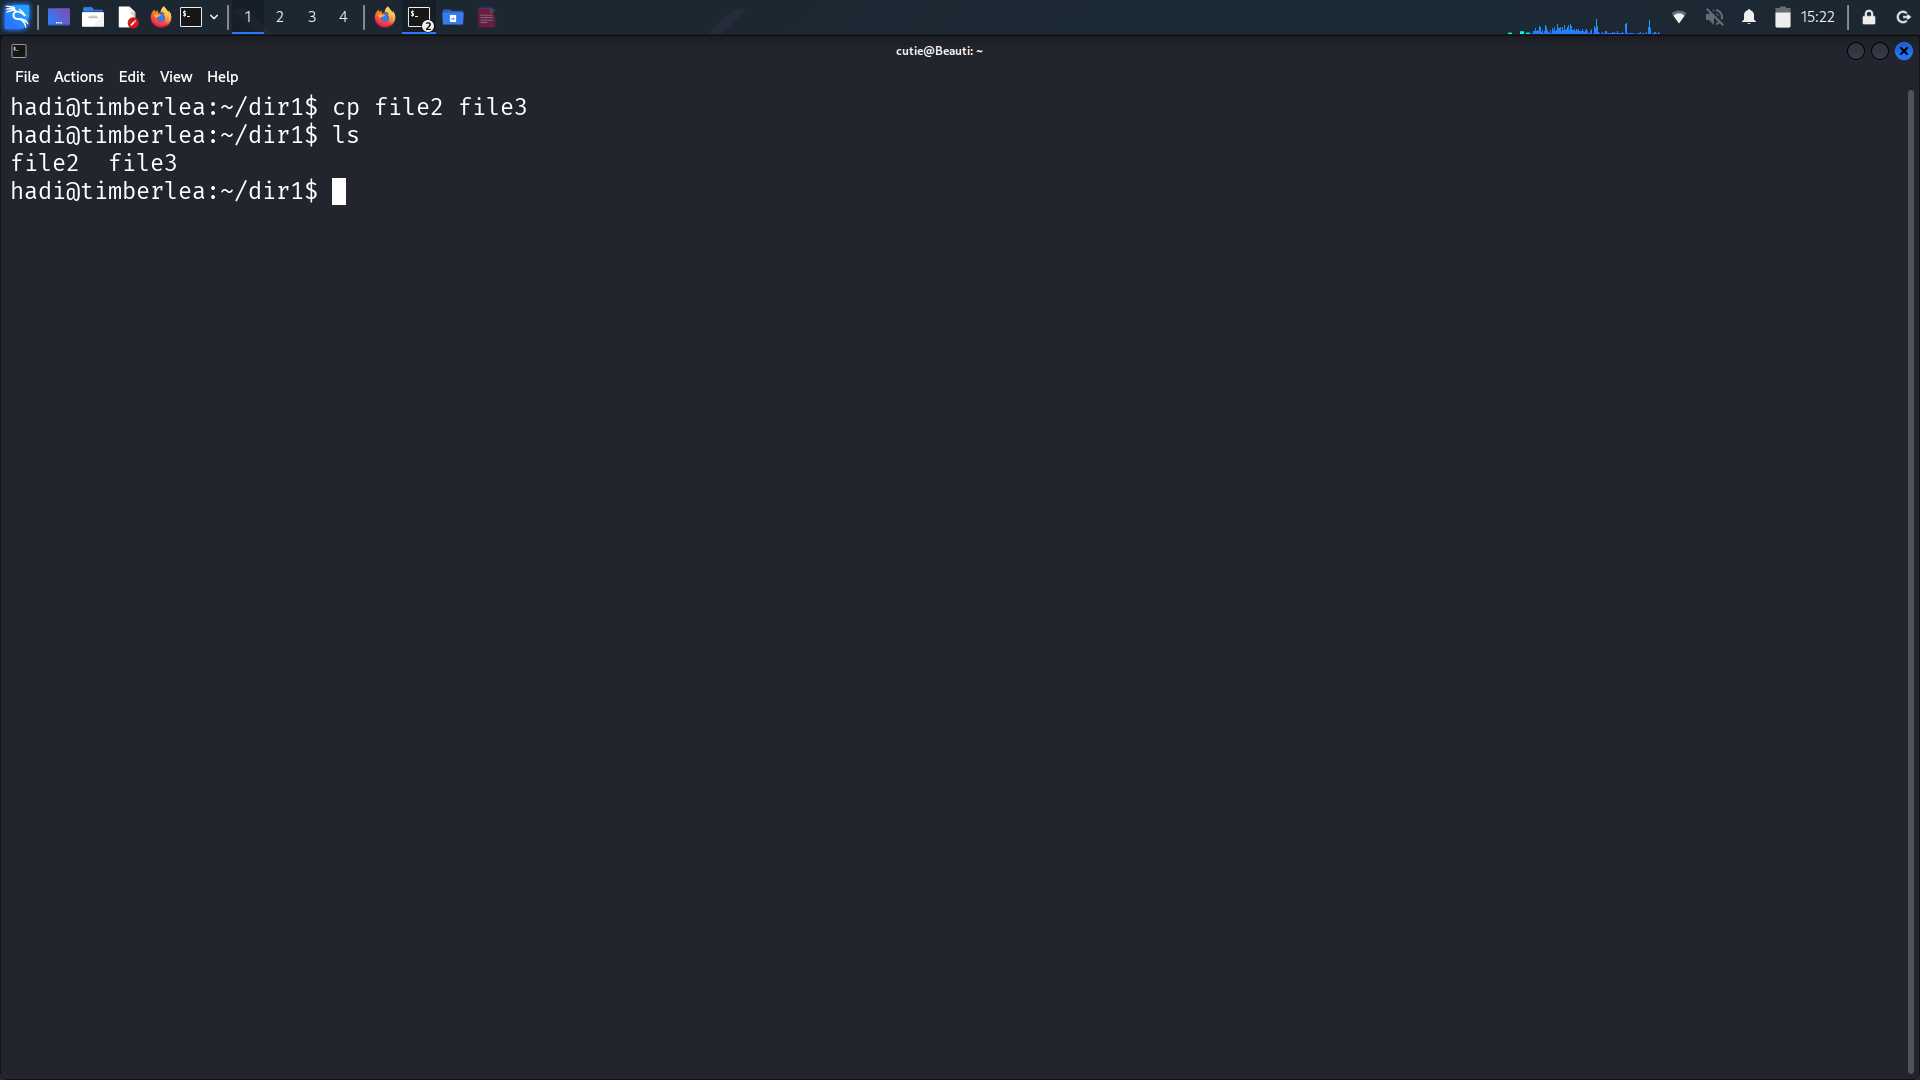 1 2 3 4 2 15:22
cutie@Beauti: ~
File Actions Edit View Help
hadi@timberlea:~/dir1$ cp file2 file3
hadi@timberlea:~/dir1$ ls
file2  file3
hadi@timberlea:~/dir1$